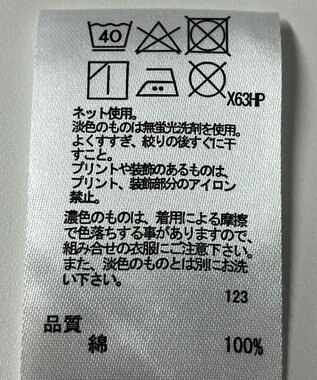 40
X63HP
ネット使用。
淡色のものは無蛍光洗剤を使用。
よくすすぎ、絞りの後すぐに干
すこと。
プリントや装飾のあるものは、
プリント、装飾部分のアイロン
禁止。
濃色のものは、着用による摩擦
で色落ちする事がありますので、
組み合せの衣服にご注意下さい。
また、淡色のものとは別にお洗
い下さい。
123
品質
綿 100%